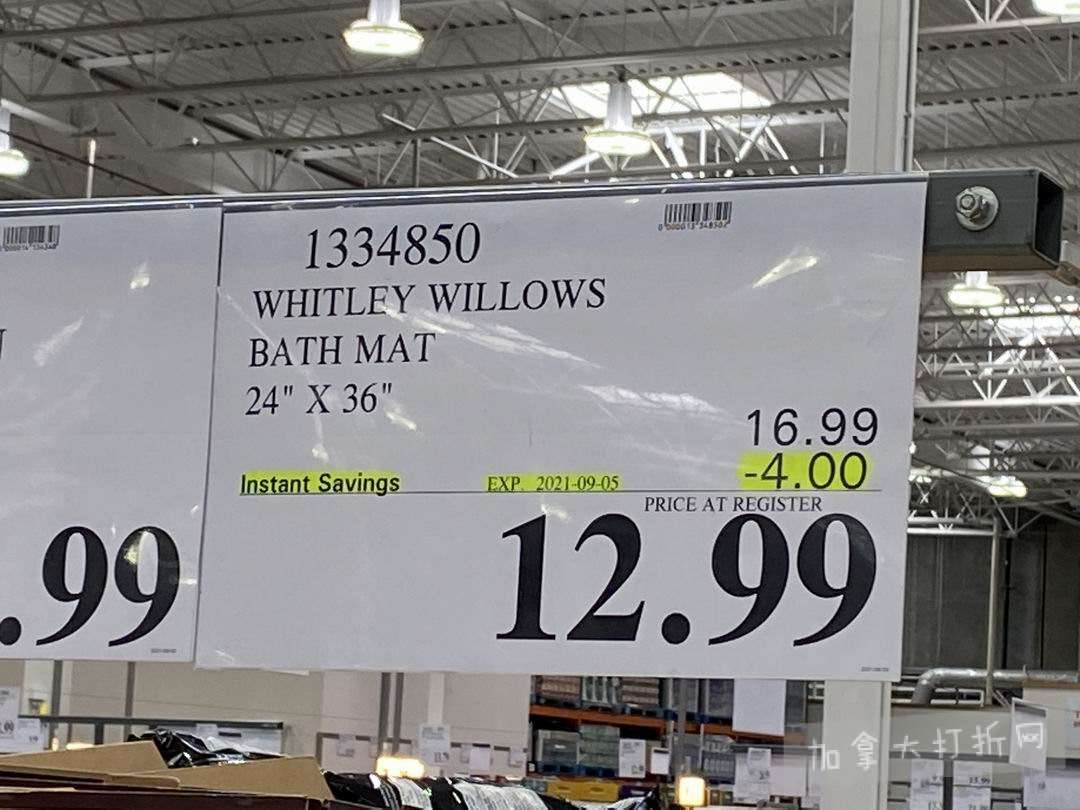 1334850
WHITLEY WILLOWS
BATH MAT
24" X 36"
16.99
Instant Savings EXP. 2021-09-05 -4.00
PRICE AT REGISTER
12.99
.99
加拿大打折网